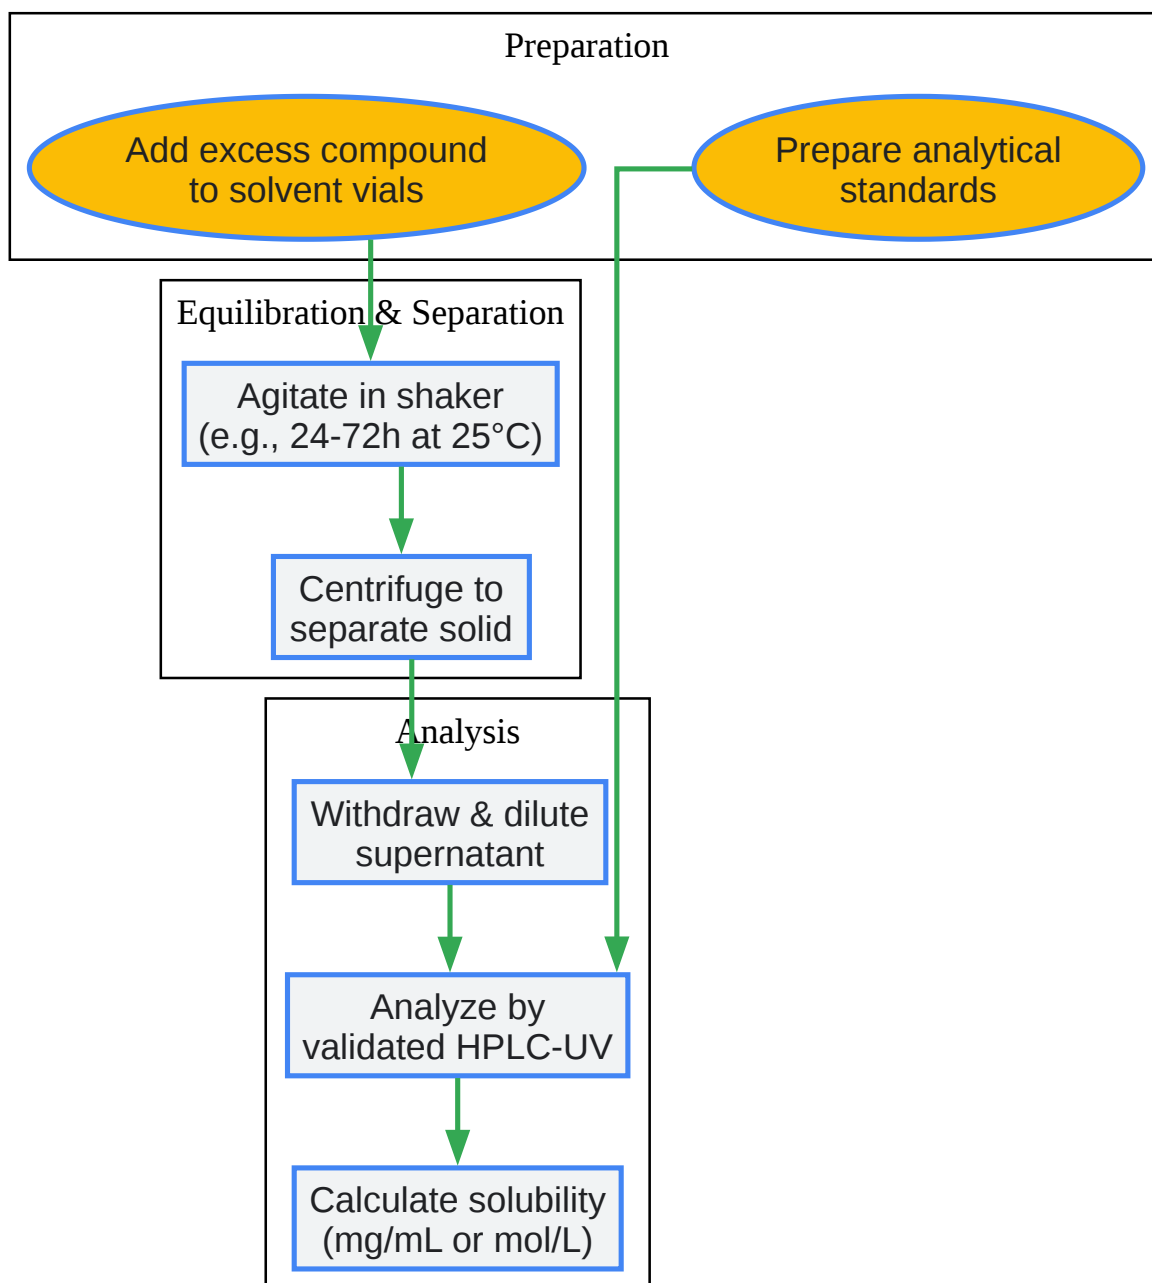 Preparation
Add excess compound
to solvent vials
Prepare analytical
standards
Equilibration & Separation
Agitate in shaker
(e.g., 24-72h at 25°C)
Centrifuge to
separate solid
Analysis
Withdraw & dilute
supernatant
Analyze by
validated HPLC-UV
Calculate solubility
(mg/mL or mol/L)